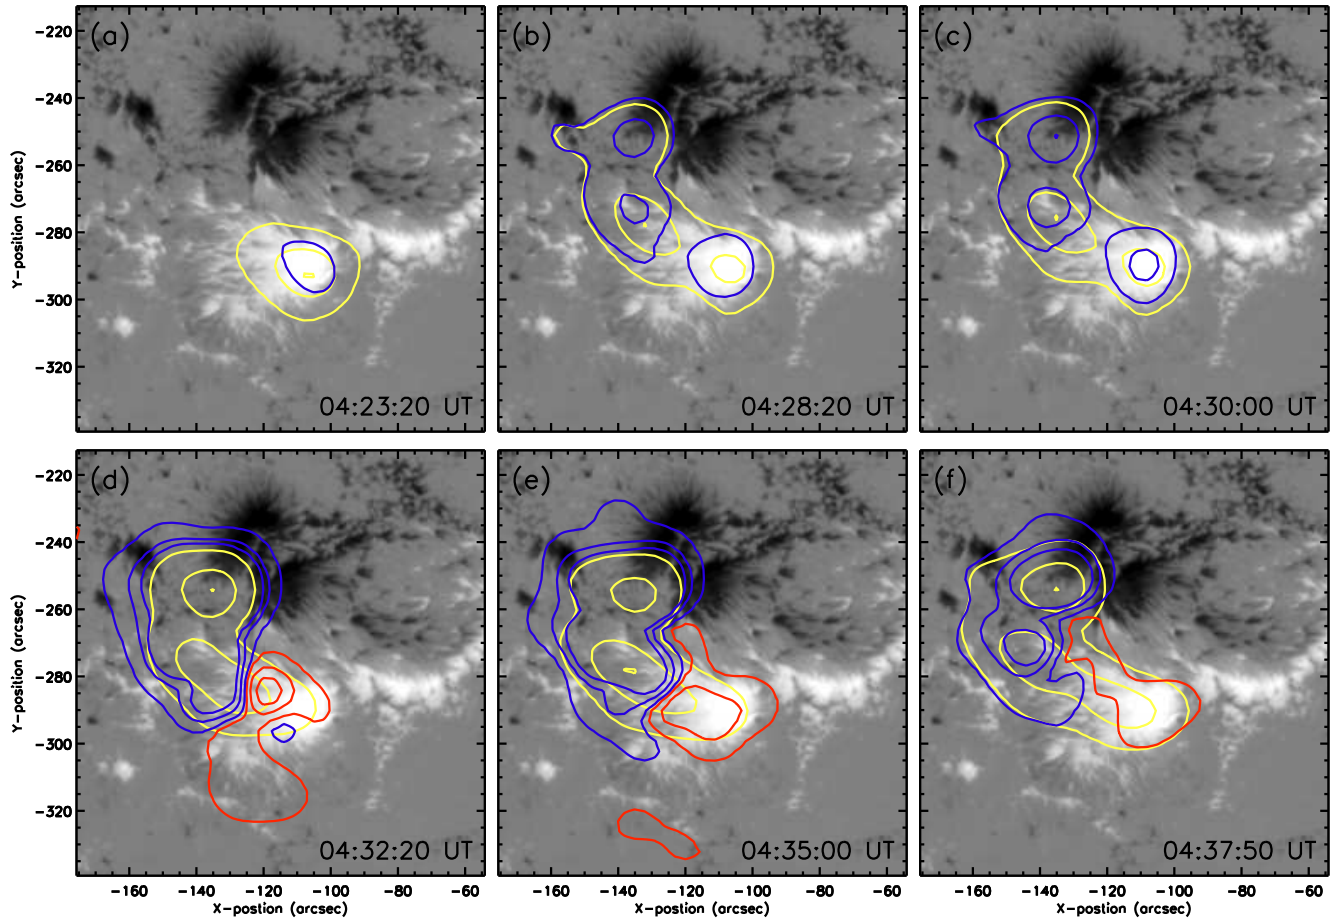 (a)
(b)
(c)
−220
−240
−260
−280
−300
−320
Y−position (arcsec)
04:23:20 UT
04:28:20 UT
04:30:00 UT
(d)
(e)
(f)
−220
−240
−260
−280
−300
−320
Y−position (arcsec)
04:32:20 UT
04:35:00 UT
04:37:50 UT
−160 −140 −120 −100 −80 −60
−160 −140 −120 −100 −80 −60
−160 −140 −120 −100 −80 −60
X−postion (arcsec)
X−postion (arcsec)
X−postion (arcsec)